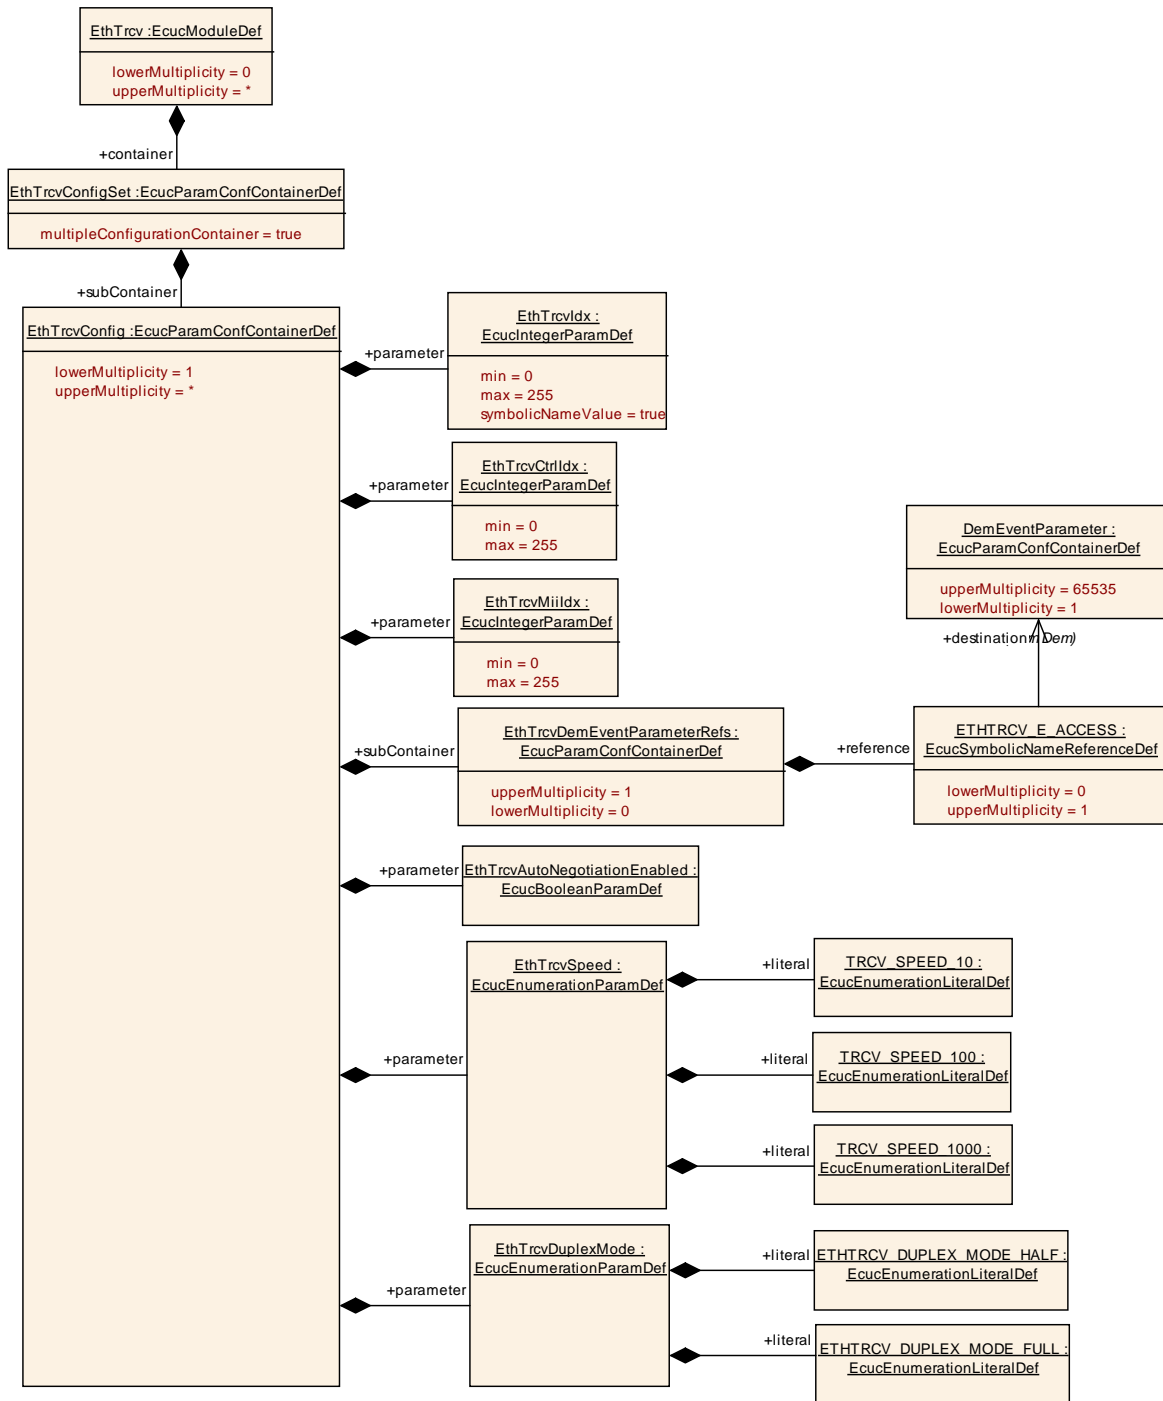 EthTrcv :EcucModuleDef
lowerMultiplicity = 0
upperMultiplicity = *
+container
EthTrcvConfigSet :EcucParamConfContainerDef
multipleConfigurationContainer = true
+subContainer
EthTrcvConfig :EcucParamConfContainerDef
lowerMultiplicity = 1
upperMultiplicity = *
+parameter
EthTrcvIdx :
EcucIntegerParamDef
min = 0
max = 255
symbolicNameValue = true
+parameter
EthTrcvCtrlIdx :
EcucIntegerParamDef
min = 0
max = 255
+parameter
EthTrcvMiiIdx :
EcucIntegerParamDef
min = 0
max = 255
DemEventParameter :
EcucParamConfContainerDef
upperMultiplicity = 65535
lowerMultiplicity = 1
+destination
Dem)
+subContainer
EthTrcvDemEventParameterRefs :
EcucParamConfContainerDef
upperMultiplicity = 1
lowerMultiplicity = 0
+reference
ETHTRCV_E_ACCESS :
EcucSymbolicNameReferenceDef
lowerMultiplicity = 0
upperMultiplicity = 1
+parameter
EthTrcvAutoNegotiationEnabled :
EcucBooleanParamDef
+parameter
EthTrcvSpeed :
EcucEnumerationParamDef
+literal
TRCV_SPEED_10 :
EcucEnumerationLiteralDef
+literal
TRCV_SPEED_100 :
EcucEnumerationLiteralDef
+literal
TRCV_SPEED_1000 :
EcucEnumerationLiteralDef
+parameter
EthTrcvDuplexMode :
EcucEnumerationParamDef
+literal
ETHTRCV_DUPLEX_MODE_HALF :
EcucEnumerationLiteralDef
+literal
ETHTRCV_DUPLEX_MODE_FULL :
EcucEnumerationLiteralDef